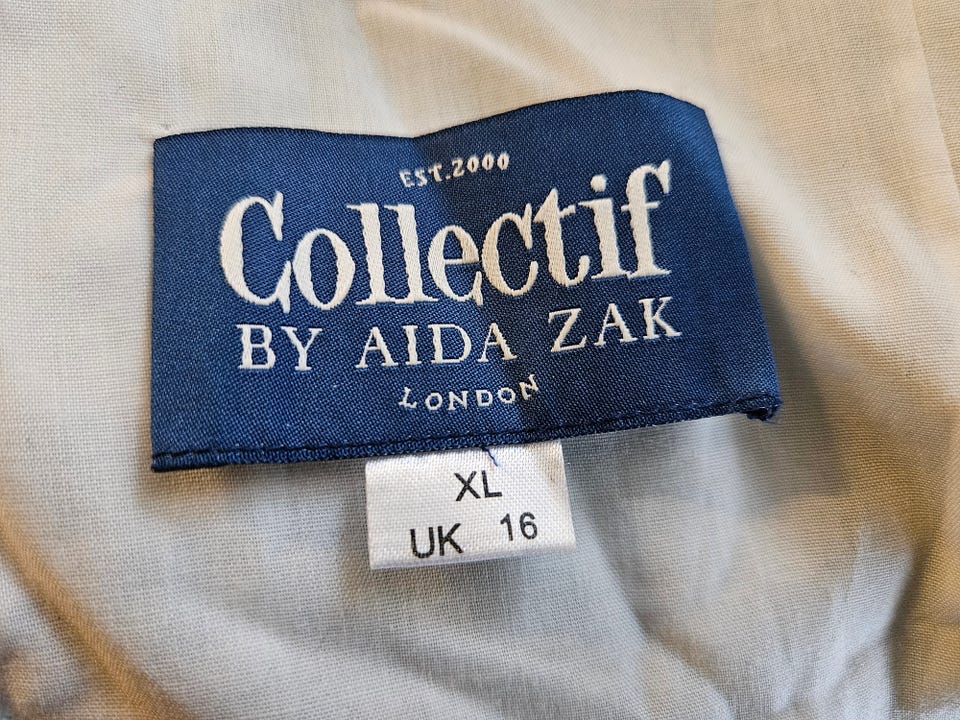 EST.2000
Collectif
BY AIDA ZAK
LONDON
XL
UK 16